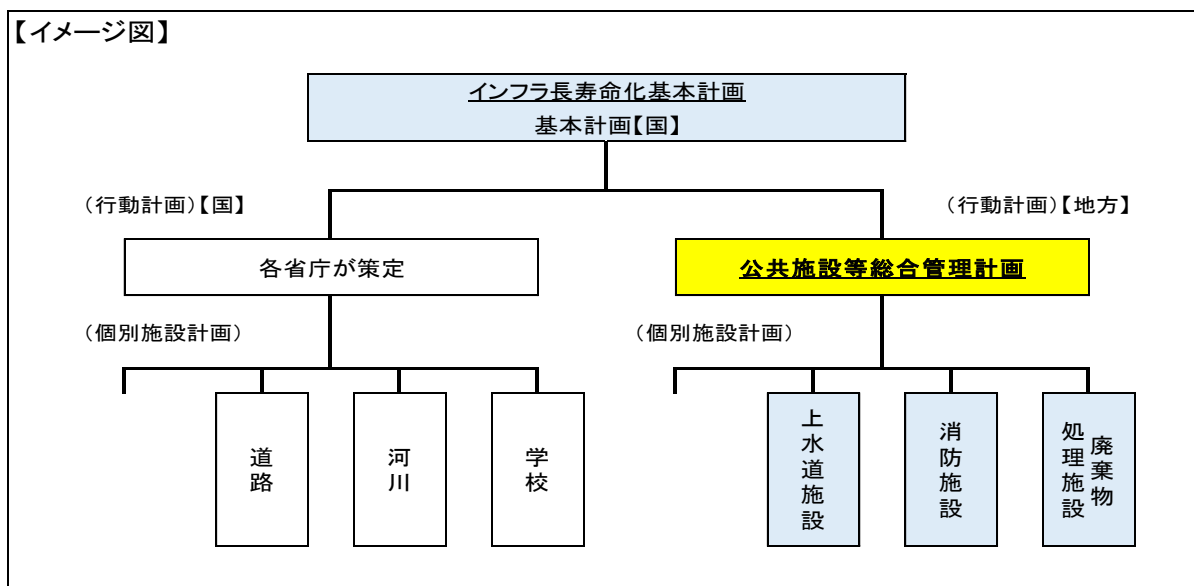 【イメージ図】
インフラ長寿命化基本計画
基本計画【国】
（行動計画）【国】
（行動計画）【地方】
各省庁が策定
公共施設等総合管理計画
（個別施設計画）
（個別施設計画）
道路
河川
学校
上水道施設
消防施設
廃棄物
処理施設